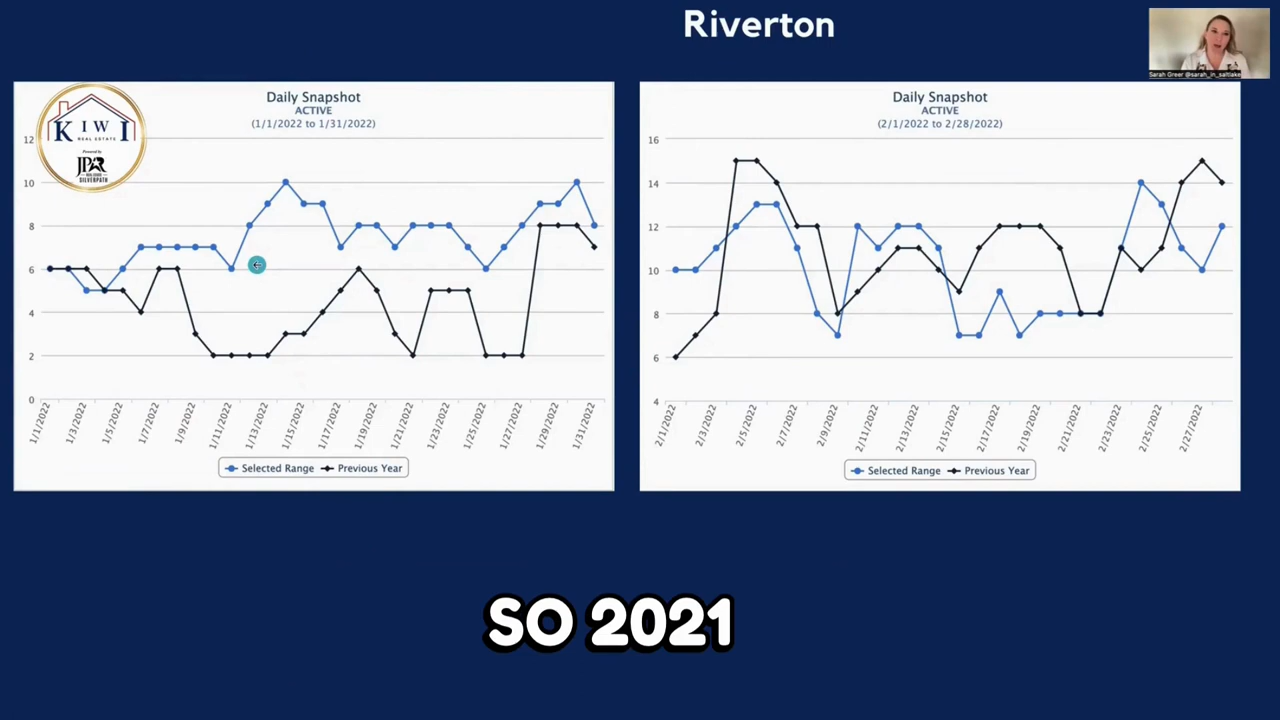 Riverton
Sarah Greer @sarah_in_saltlake
KIWI
REAL ESTATE
Powered by
JPAR
SILVERPATH
Daily Snapshot
ACTIVE
(1/1/2022 to 1/31/2022)
12
10
8
6
4
2
0
1/1/2022
1/3/2022
1/5/2022
1/7/2022
1/9/2022
1/11/2022
1/13/2022
1/15/2022
1/17/2022
1/19/2022
1/21/2022
1/23/2022
1/25/2022
1/27/2022
1/29/2022
1/31/2022
Selected Range
Previous Year
Daily Snapshot
ACTIVE
(2/1/2022 to 2/28/2022)
16
14
12
10
8
6
4
2/1/2022
2/3/2022
2/5/2022
2/7/2022
2/9/2022
2/11/2022
2/13/2022
2/15/2022
2/17/2022
2/19/2022
2/21/2022
2/23/2022
2/25/2022
2/27/2022
Selected Range
Previous Year
SO 2021